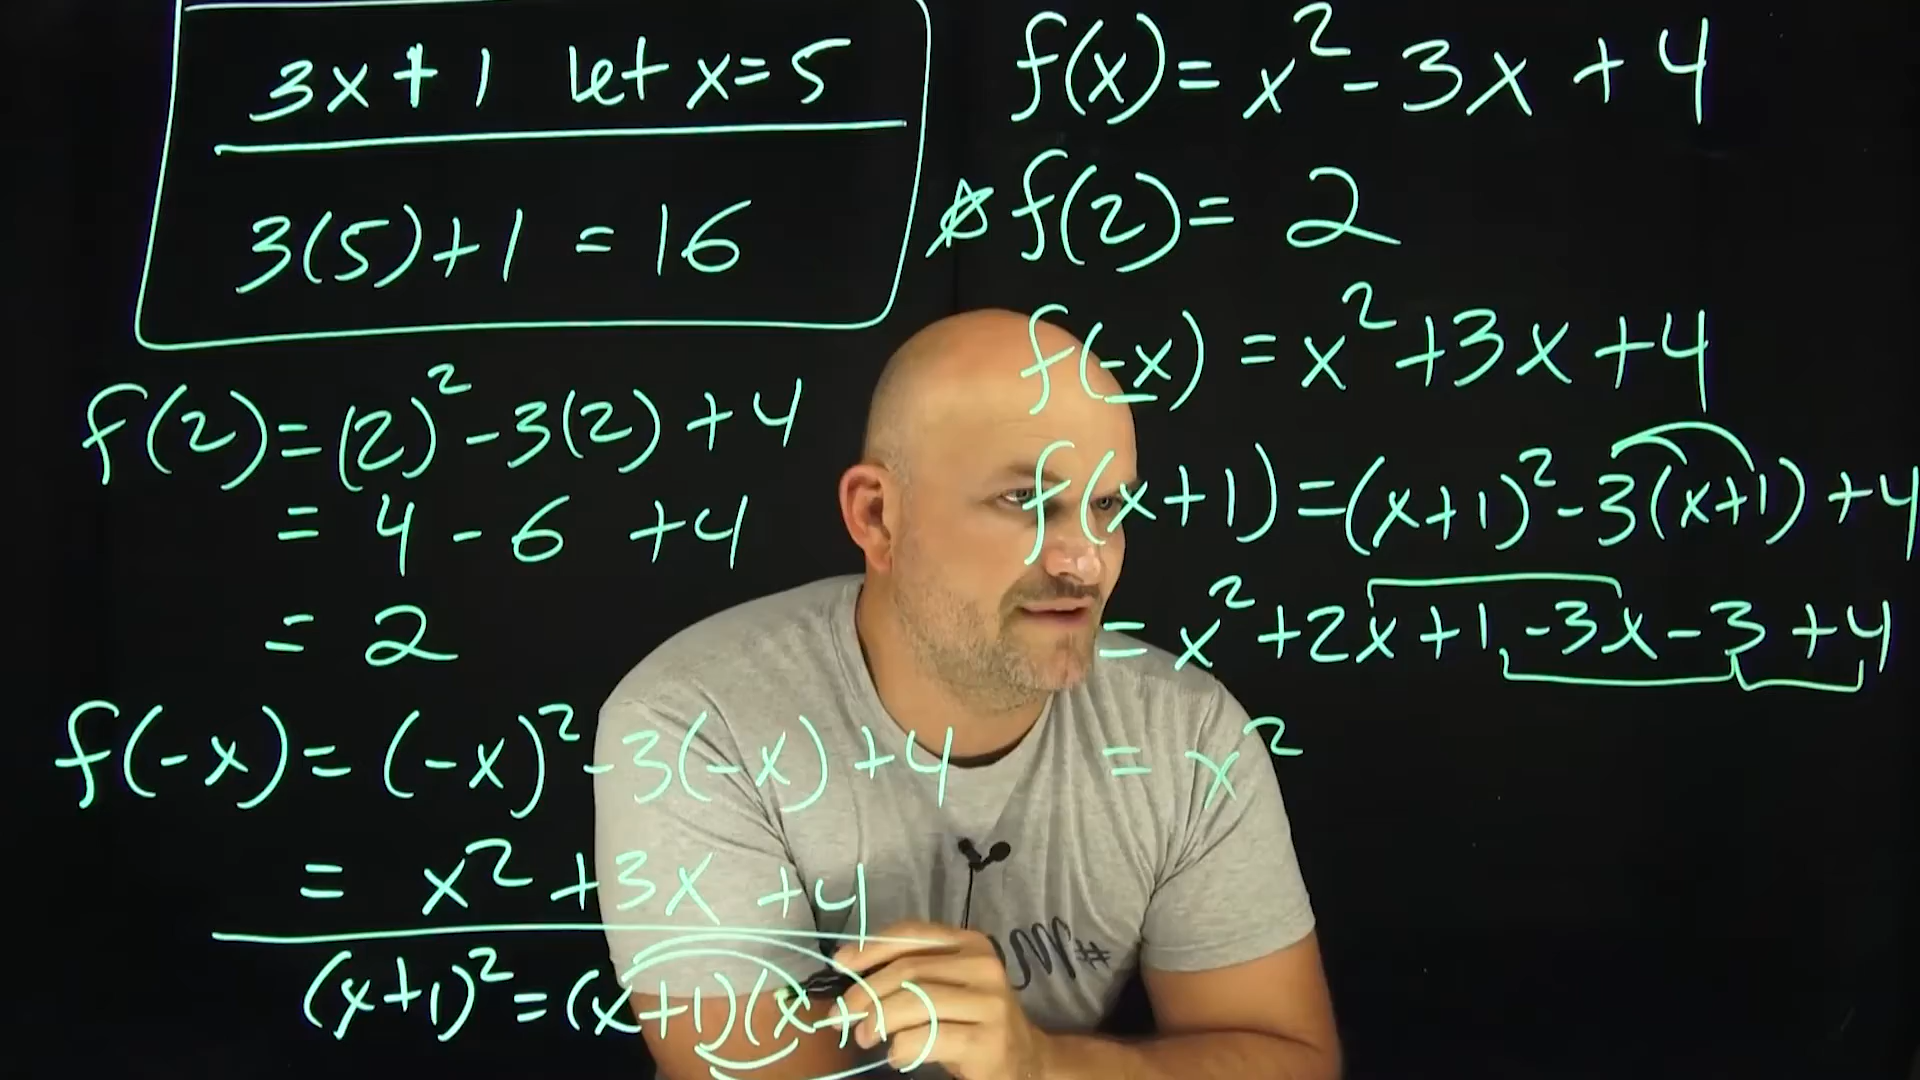 3x+1 let x=5
3(5)+1 = 16
f(2)=(2)²-3(2)+4
= 4-6+4
= 2
f(-x)=(-x)²-3(-x)+4
= x²+3x+4
(x+1)²=(x+1)(x+1)
f(x)=x²-3x+4
f(2)= 2
f(-x)=x²+3x+4
f(x+1)=(x+1)²-3(x+1)+4
= x²+2x+1-3x-3+4
= x²